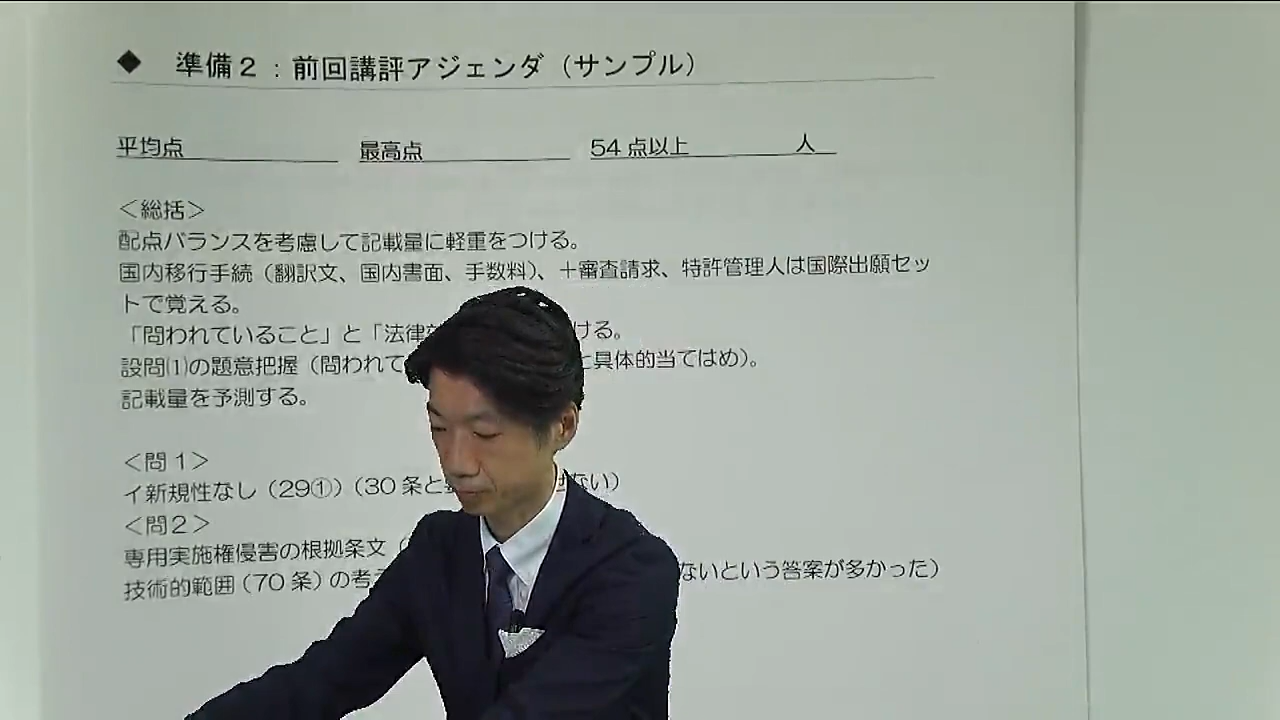 ◆ 準備２：前回講評アジェンダ（サンプル）
平均点 最高点 54点以上 人
＜総括＞
配点バランスを考慮して記載量に軽重をつける。
国内移行手続（翻訳文、国内書面、手数料）、＋審査請求、特許管理人は国際出願セッ
トで覚える。
「問われていること」と「法律 ける。
設問⑴の題意把握（問われて 具体的当てはめ）。
記載量を予測する。
＜問１＞
イ新規性なし（29①）（30条と ない）
＜問２＞
専用実施権侵害の根拠条文（
技術的範囲（70条）の考 ないという答案が多かった）